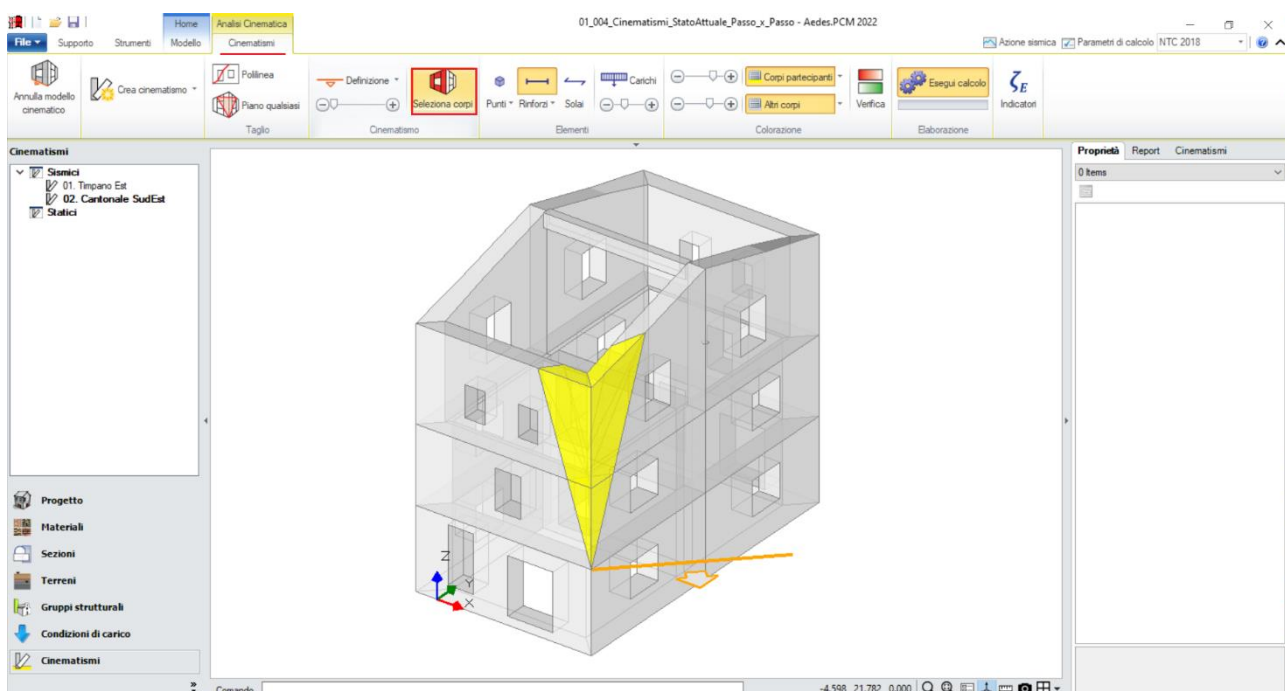 01_004_Cinematismi_StatoAttuale_Passo_x_Passo - Aedes.PCM 2022
Home
Analisi Cinematica
File
Supporto
Strumenti
Modello
Cinematismi
Azione sismica
Parametri di calcolo
NTC 2018
Annulla modello
cinematico
Crea cinematismo
Polilinea
Piano qualsiasi
Taglio
Definizione
Seleziona corpi
Cinematismo
Punti
Rinforzi
Solai
Carichi
Elementi
Corpi partecipanti
Altri corpi
Verifica
Colorazione
Esegui calcolo
Elaborazione
ζE
Indicatori
Cinematismi
Sismici
01. Timpano Est
02. Cantonale SudEst
Statici
Progetto
Materiali
Sezioni
Terreni
Gruppi strutturali
Condizioni di carico
Cinematismi
Z
Y
X
Proprietà
Report
Cinematismi
0 Items
Comando
-4.598 21.782 0.000